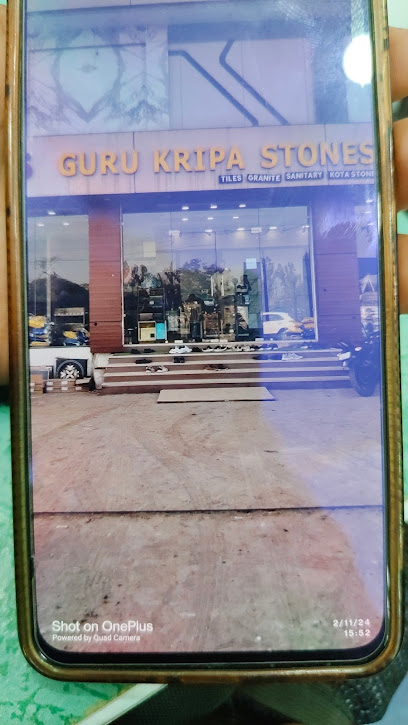 S GURU KRIPA STONES
TILES GRANITE SANITARY KOTA STONE
Shot on OnePlus
Powered by Quad Camera
2/11/24
15:52